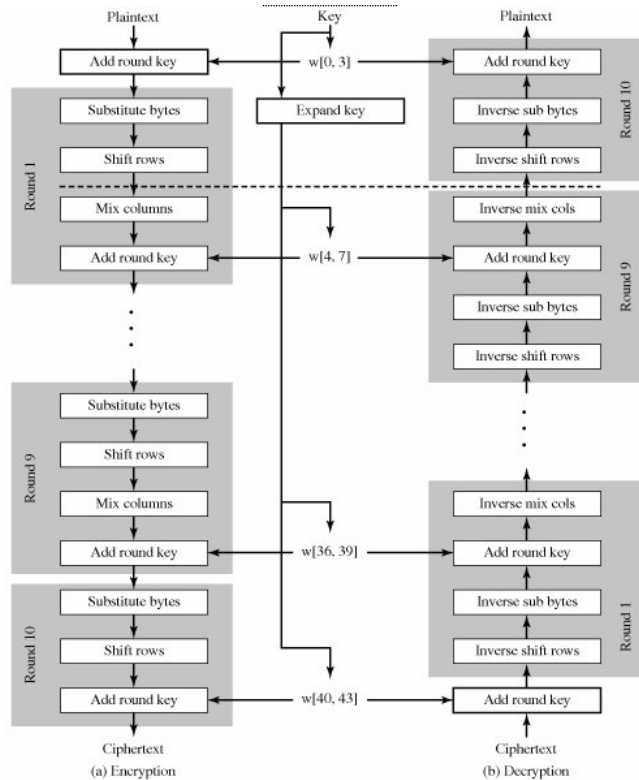 Plaintext
Key
Plaintext
Add round key
w[0, 3]
Add round key
Substitute bytes
Expand key
Inverse sub bytes
Round 10
Shift rows
Inverse shift rows
Round 1
Mix columns
Inverse mix cols
Add round key
w[4, 7]
Add round key
Round 9
Inverse sub bytes
Inverse shift rows
Substitute bytes
Shift rows
Round 9
Mix columns
Inverse mix cols
Add round key
w[36, 39]
Add round key
Substitute bytes
Inverse sub bytes
Round 1
Round 10
Shift rows
Inverse shift rows
Add round key
w[40, 43]
Add round key
Ciphertext
Ciphertext
(a) Encryption
(b) Decryption